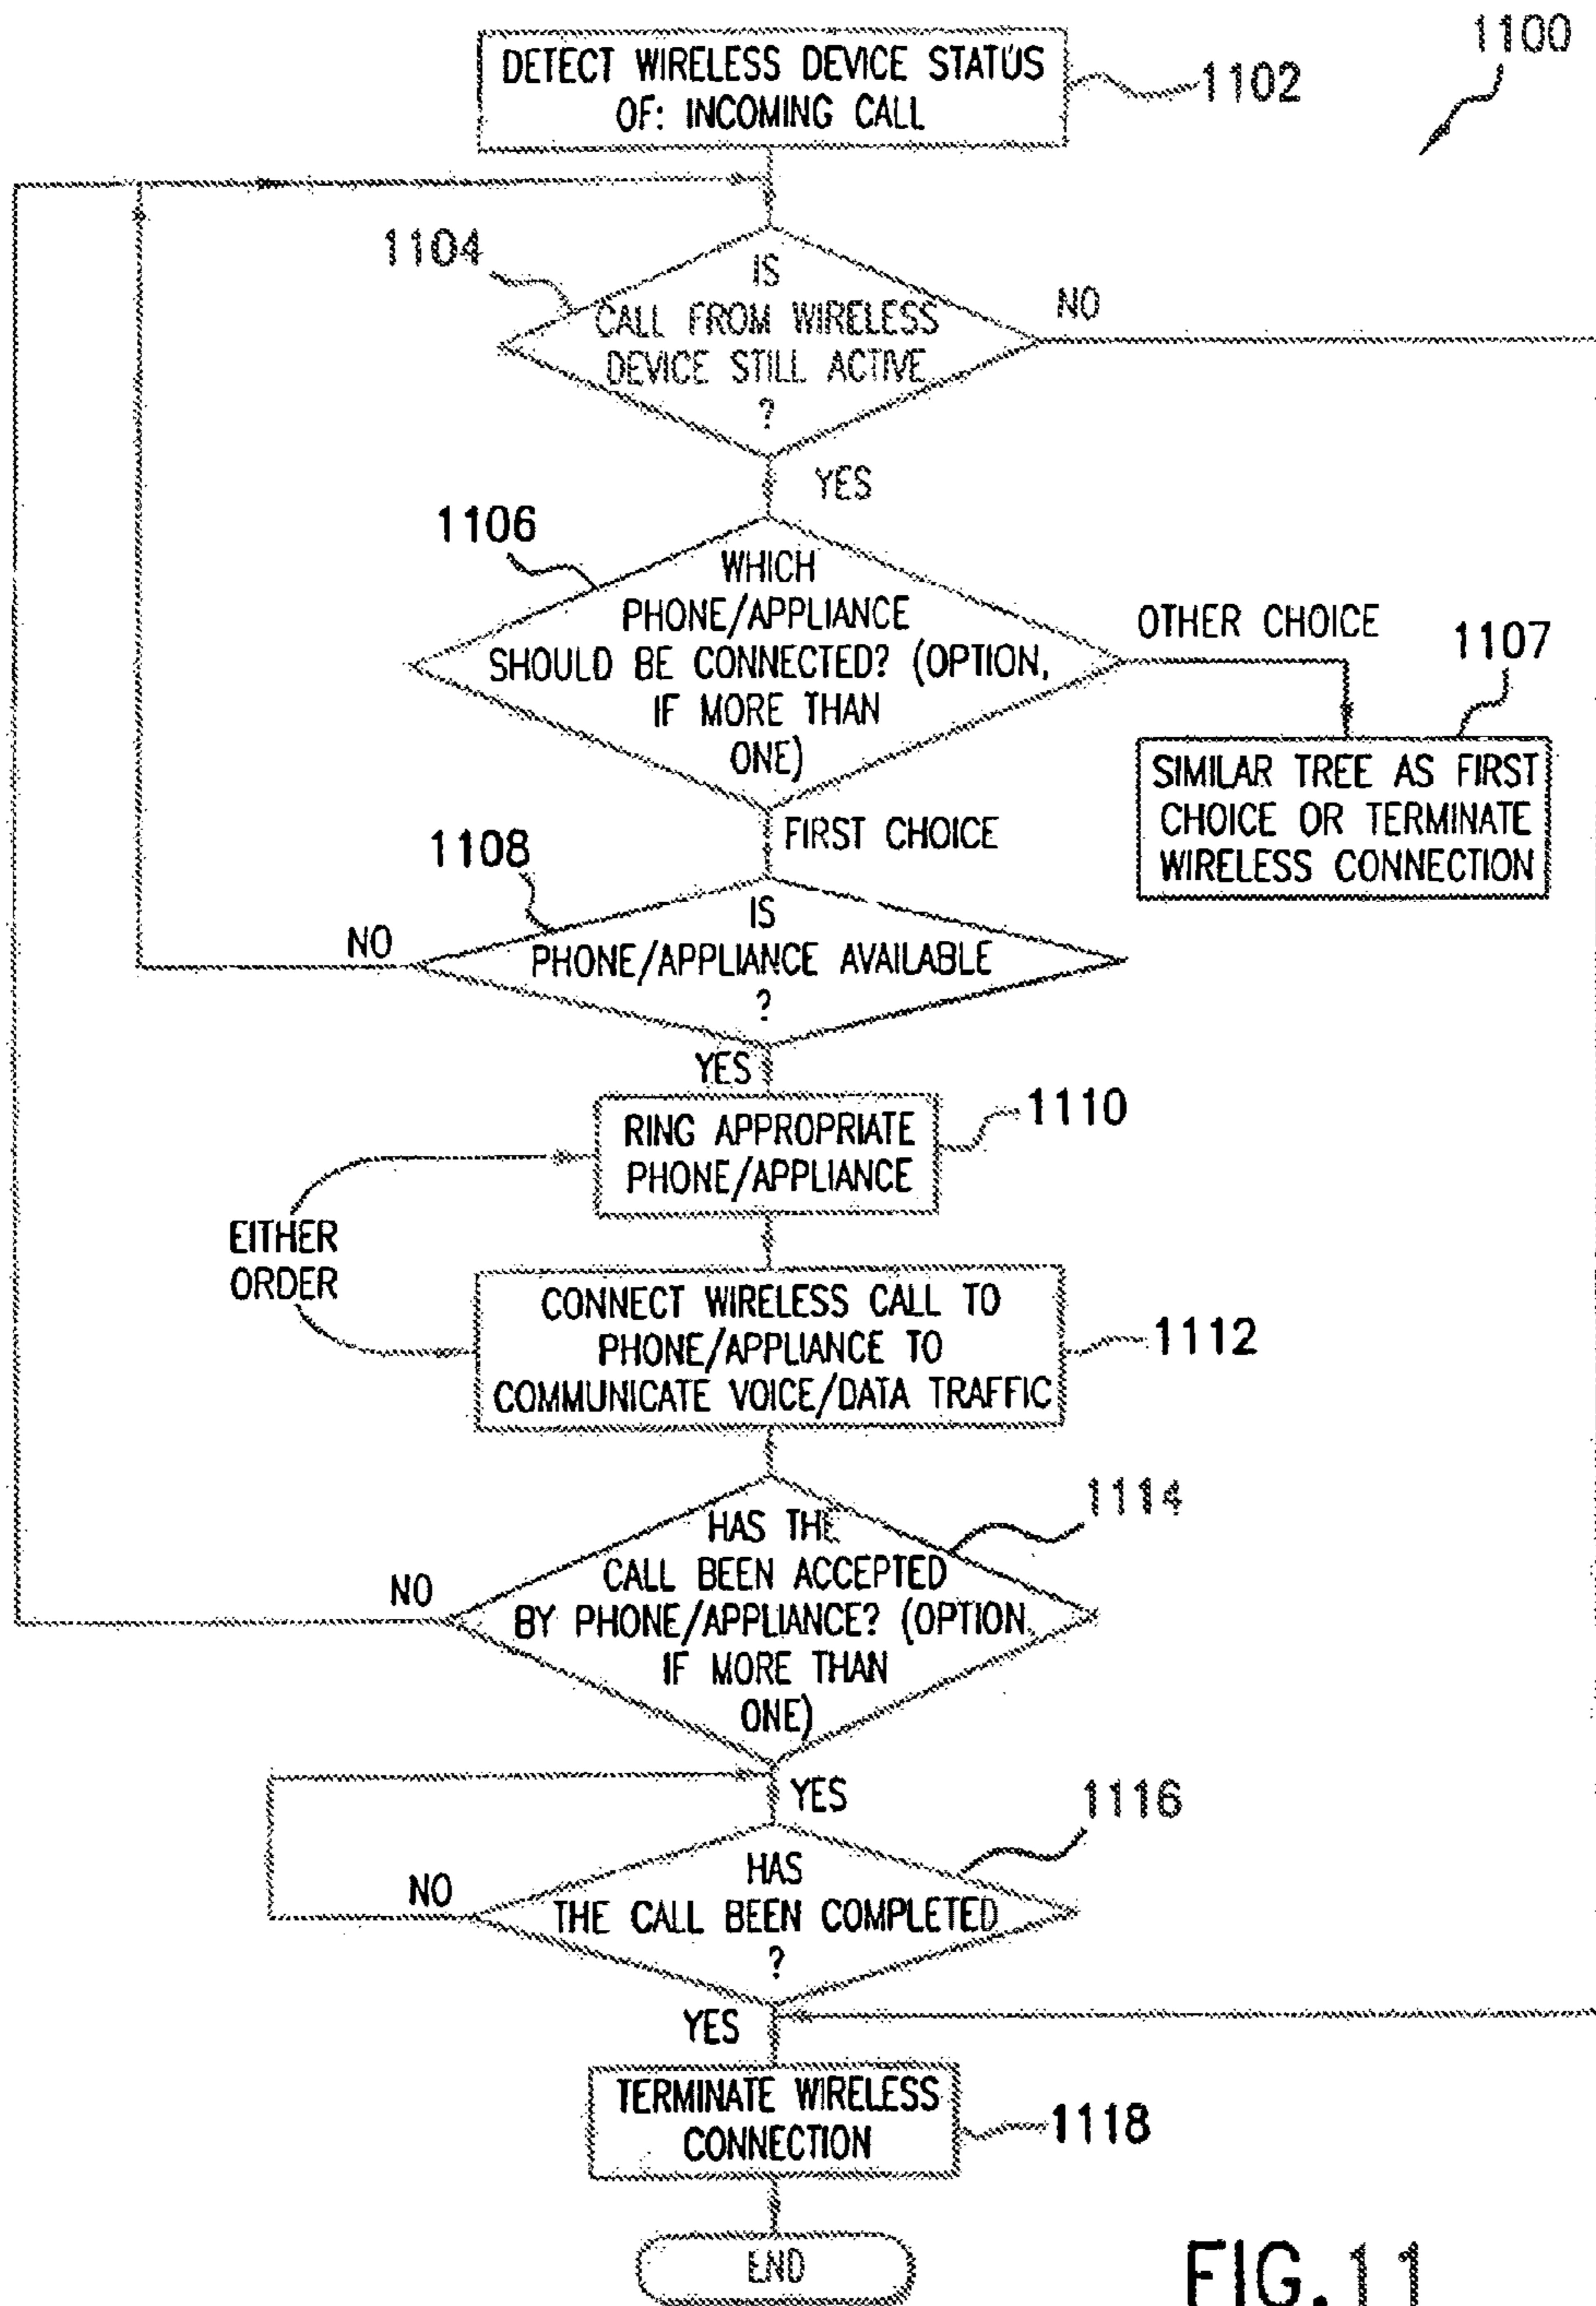 1100
DETECT WIRELESS DEVICE STATUS
OF: INCOMING CALL
1102
1104
IS
CALL FROM WIRELESS
DEVICE STILL ACTIVE
?
NO
YES
1106
WHICH
PHONE/APPLIANCE
SHOULD BE CONNECTED? (OPTION,
IF MORE THAN
ONE)
OTHER CHOICE
1107
SIMILAR TREE AS FIRST
CHOICE OR TERMINATE
WIRELESS CONNECTION
FIRST CHOICE
1108
IS
PHONE/APPLIANCE AVAILABLE
?
NO
YES
RING APPROPRIATE
PHONE/APPLIANCE
1110
EITHER
ORDER
CONNECT WIRELESS CALL TO
PHONE/APPLIANCE TO
COMMUNICATE VOICE/DATA TRAFFIC
1112
1114
HAS THE
CALL BEEN ACCEPTED
BY PHONE/APPLIANCE? (OPTION,
IF MORE THAN
ONE)
NO
YES
1116
HAS
THE CALL BEEN COMPLETED
?
NO
YES
TERMINATE WIRELESS
CONNECTION
1118
END
FIG.11